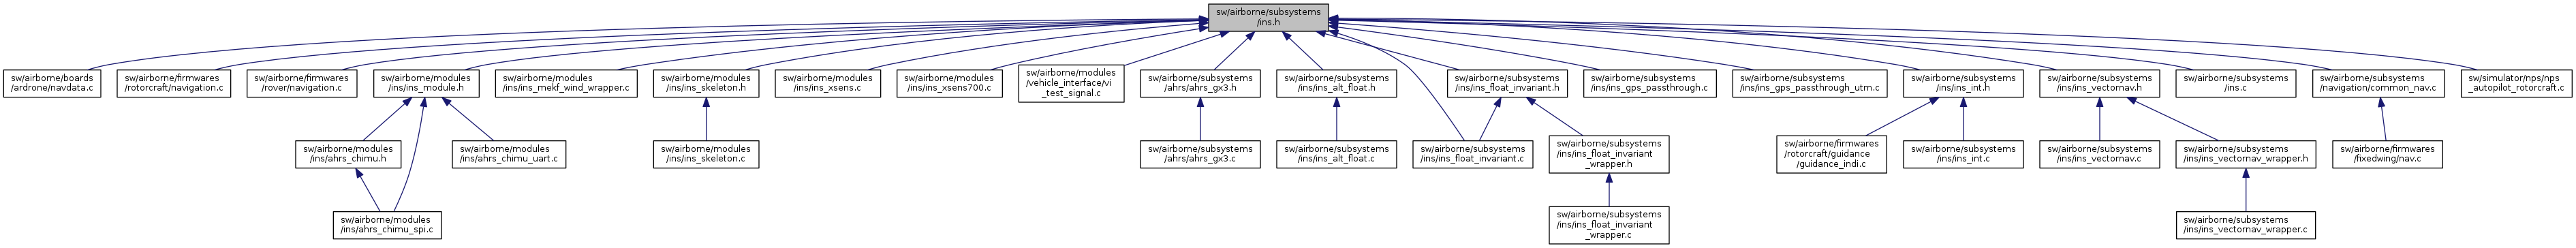 sw/airborne/subsystems
/ins.h
sw/airborne/boards
/ardrone/navdata.c
sw/airborne/firmwares
/rotorcraft/navigation.c
sw/airborne/firmwares
/rover/navigation.c
sw/airborne/modules
/ins/ins_module.h
sw/airborne/modules
/ins/ins_mekf_wind_wrapper.c
sw/airborne/modules
/ins/ins_skeleton.h
sw/airborne/modules
/ins/ins_xsens.c
sw/airborne/modules
/ins/ins_xsens700.c
sw/airborne/modules
/vehicle_interface/vi
_test_signal.c
sw/airborne/subsystems
/ahrs/ahrs_gx3.h
sw/airborne/subsystems
/ins/ins_alt_float.h
sw/airborne/subsystems
/ins/ins_float_invariant.h
sw/airborne/subsystems
/ins/ins_gps_passthrough.c
sw/airborne/subsystems
/ins/ins_gps_passthrough_utm.c
sw/airborne/subsystems
/ins/ins_int.h
sw/airborne/subsystems
/ins/ins_vectornav.h
sw/airborne/subsystems
/ins.c
sw/airborne/subsystems
/navigation/common_nav.c
sw/simulator/nps/nps
_autopilot_rotorcraft.c
sw/airborne/modules
/ins/ahrs_chimu.h
sw/airborne/modules
/ins/ahrs_chimu_uart.c
sw/airborne/modules
/ins/ins_skeleton.c
sw/airborne/subsystems
/ahrs/ahrs_gx3.c
sw/airborne/subsystems
/ins/ins_alt_float.c
sw/airborne/subsystems
/ins/ins_float_invariant.c
sw/airborne/subsystems
/ins/ins_float_invariant
_wrapper.h
sw/airborne/firmwares
/rotorcraft/guidance
/guidance_indi.c
sw/airborne/subsystems
/ins/ins_int.c
sw/airborne/subsystems
/ins/ins_vectornav.c
sw/airborne/subsystems
/ins/ins_vectornav_wrapper.h
sw/airborne/firmwares
/fixedwing/nav.c
sw/airborne/modules
/ins/ahrs_chimu_spi.c
sw/airborne/subsystems
/ins/ins_float_invariant
_wrapper.c
sw/airborne/subsystems
/ins/ins_vectornav_wrapper.c